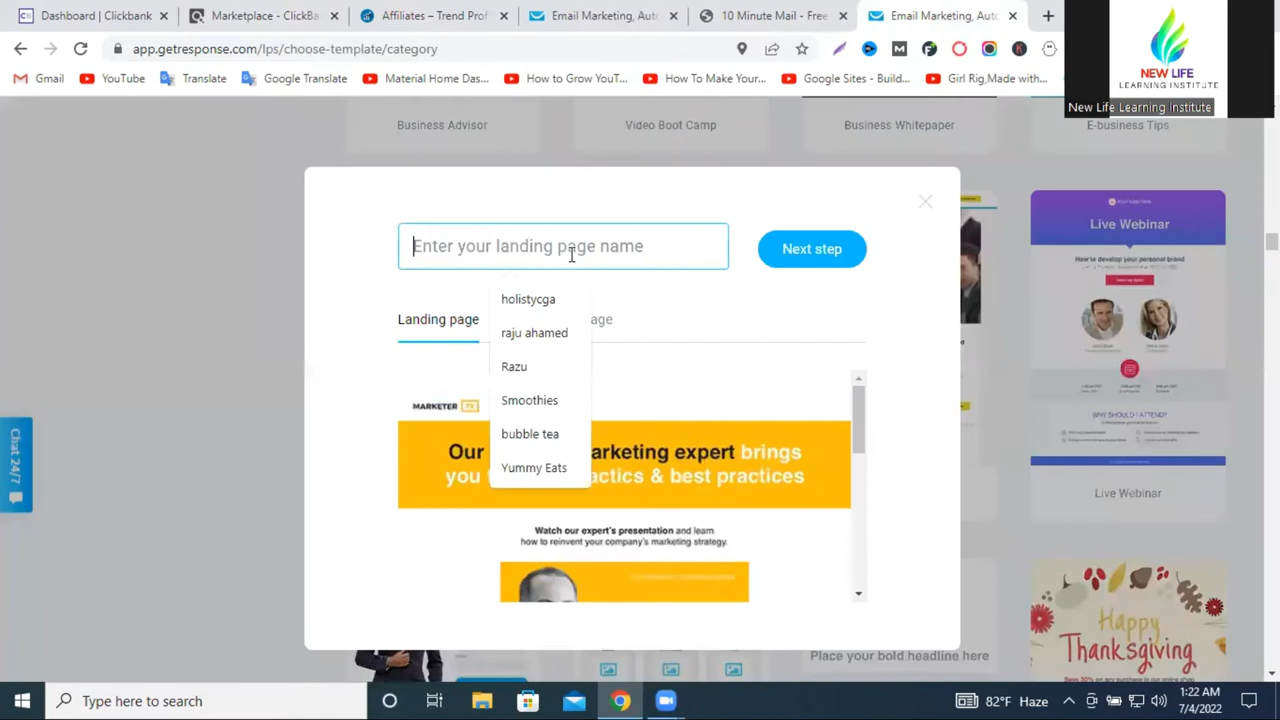 Dashboard | Clickbank
Marketplace - ClickBa
Affiliates – Trend Prof
Email Marketing, Aut
10 Minute Mail - Free
Email Marketing, Auto
app.getresponse.com/lps/choose-template/category
Gmail
YouTube
Translate
Google Translate
Material Home Das...
How to Grow YouT...
How To Make Your...
Google Sites - Build...
Girl Rig,Made with...
NEW LIFE
LEARNING INSTITUTE
New Life Learning Institute
Business Advisor
Video Boot Camp
Business Whitepaper
E-business Tips
Enter your landing page name
Next step
holistycga
raju ahamed
Razu
Smoothies
bubble tea
Yummy Eats
Landing page
age
MARKETER TV
Our arketing expert brings
you t actics & best practices
Watch our expert's presentation and learn
how to reinvent your company's marketing strategy.
Live Webinar
How to develop your personal brand
WHY SHOULD I ATTEND?
Live Webinar
Happy
Thanksgiving
Place your bold headline here
Chat 24/7
Type here to search
82°F Haze
1:22 AM
7/4/2022